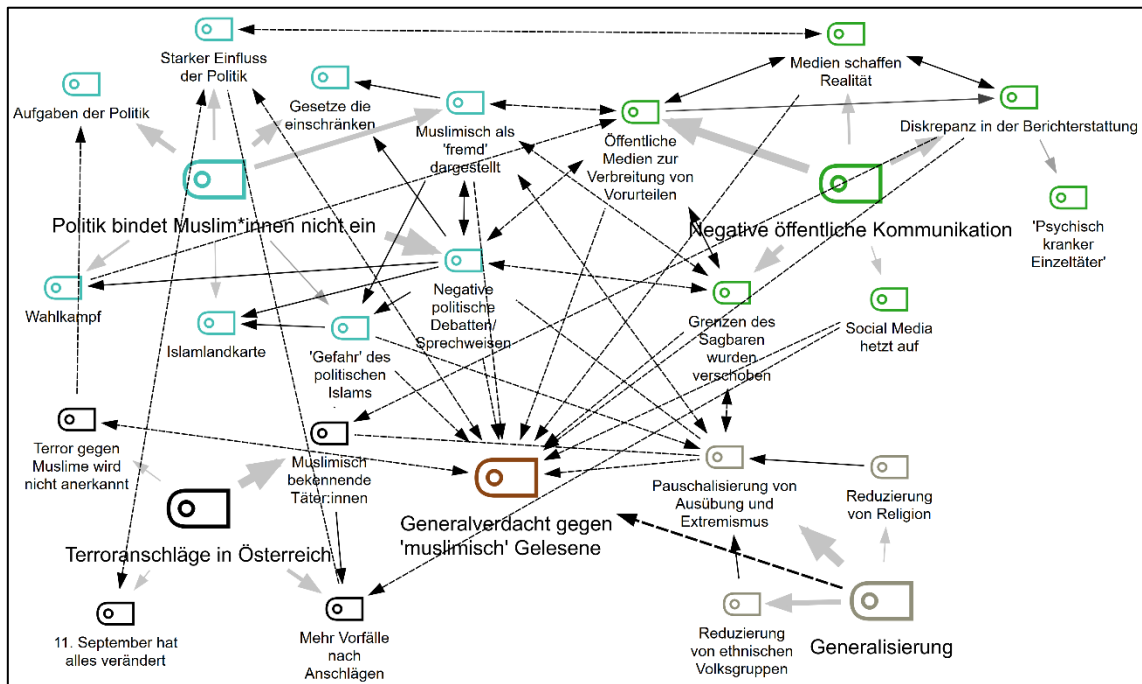 Starker Einfluss
der Politik
Medien schaffen
Realität
Aufgaben der Politik
Gesetze die
einschränken
Muslimisch als
'fremd'
dargestellt
Öffentliche
Medien zur
Verbreitung von
Vorurteilen
Diskrepanz in der Berichterstattung
Politik bindet Muslim*innen nicht ein
Negative öffentliche Kommunikation
'Psychisch
kranker
Einzeltäter'
Wahlkampf
Islamlandkarte
'Gefahr' des
politischen
Islams
Negative
politische
Debatten/
Sprechweisen
Grenzen des
Sagbaren
wurden
verschoben
Social Media
hetzt auf
Terror gegen
Muslime wird
nicht anerkannt
Muslimisch
bekennende
Täter:innen
Generalverdacht gegen
'muslimisch' Gelesene
Pauschalisierung von
Ausübung und
Extremismus
Reduzierung
von Religion
Terroranschläge in Österreich
11. September hat
alles verändert
Mehr Vorfälle
nach
Anschlägen
Reduzierung
von ethnischen
Volksgruppen
Generalisierung